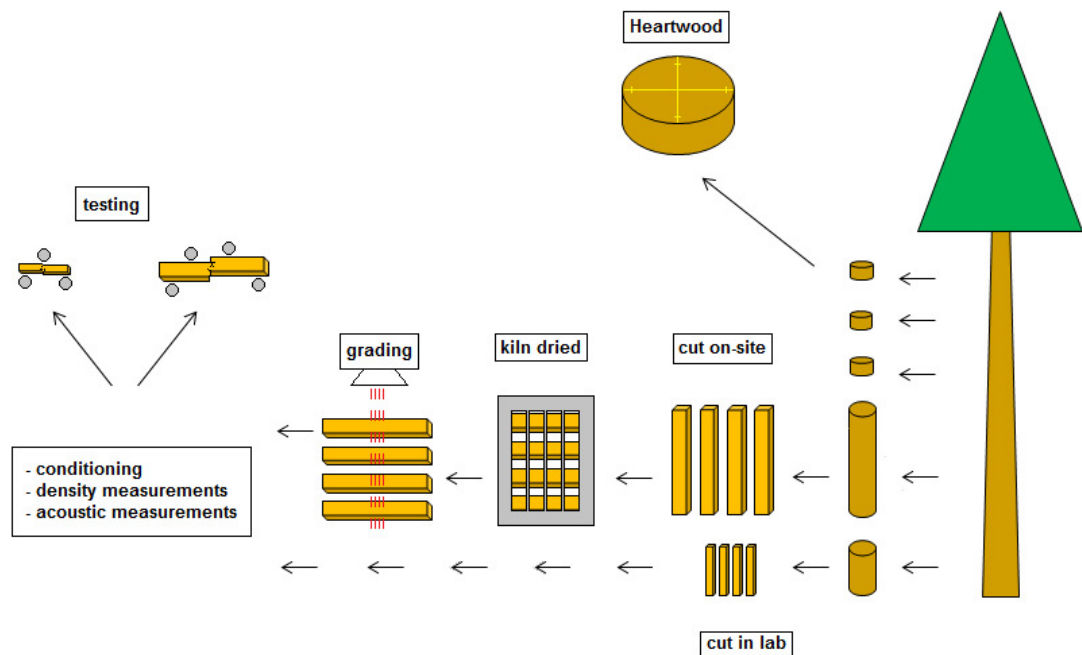 Heartwood
testing
grading
kiln dried
cut on-site
- conditioning
- density measurements
- acoustic measurements
cut in lab